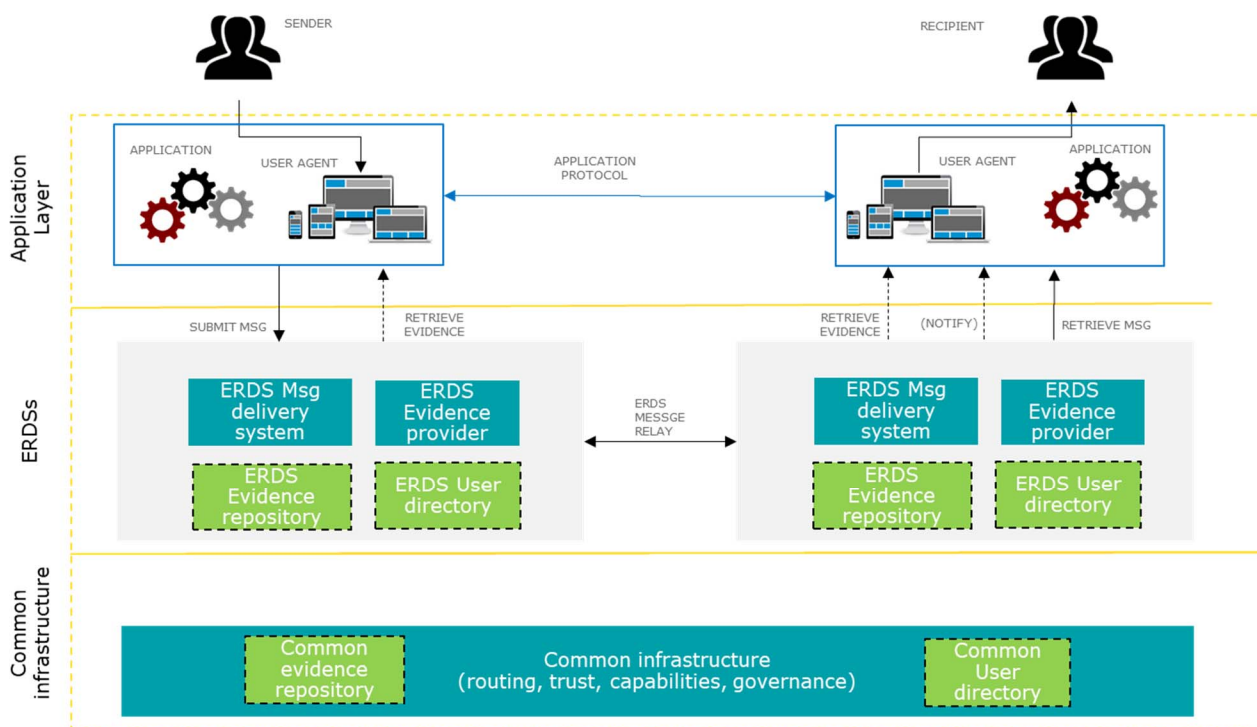 SENDER
RECIPIENT
Application
Layer
APPLICATION
USER AGENT
APPLICATION
PROTOCOL
USER AGENT
APPLICATION
SUBMIT MSG
RETRIEVE
EVIDENCE
RETRIEVE
EVIDENCE
(NOTIFY)
RETRIEVE MSG
ERDSs
ERDS Msg
delivery
system
ERDS
Evidence
provider
ERDS
Evidence
repository
ERDS User
directory
ERDS
MESSGE
RELAY
ERDS Msg
delivery
system
ERDS
Evidence
provider
ERDS
Evidence
repository
ERDS User
directory
Common
infrastructure
Common
evidence
repository
Common infrastructure
(routing, trust, capabilities, governance)
Common
User
directory